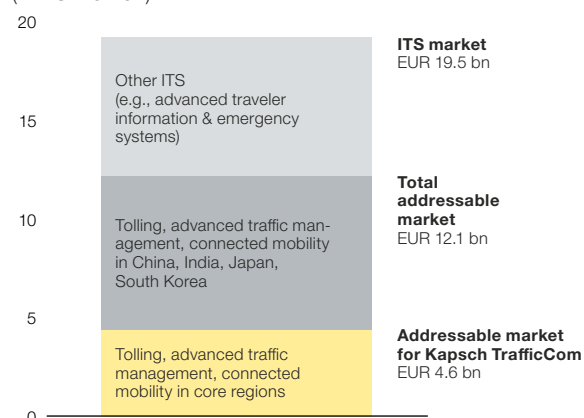 20
ITS market
EUR 19.5 bn
Other ITS
(e.g., advanced traveler
information & emergency
systems)
15
Total
addressable
market
EUR 12.1 bn
10
Tolling, advanced traffic man-
agement, connected mobility
in China, India, Japan,
South Korea
5
Addressable market
for Kapsch TrafficCom
EUR 4.6 bn
Tolling, advanced traffic
management, connected
mobility in core regions
0